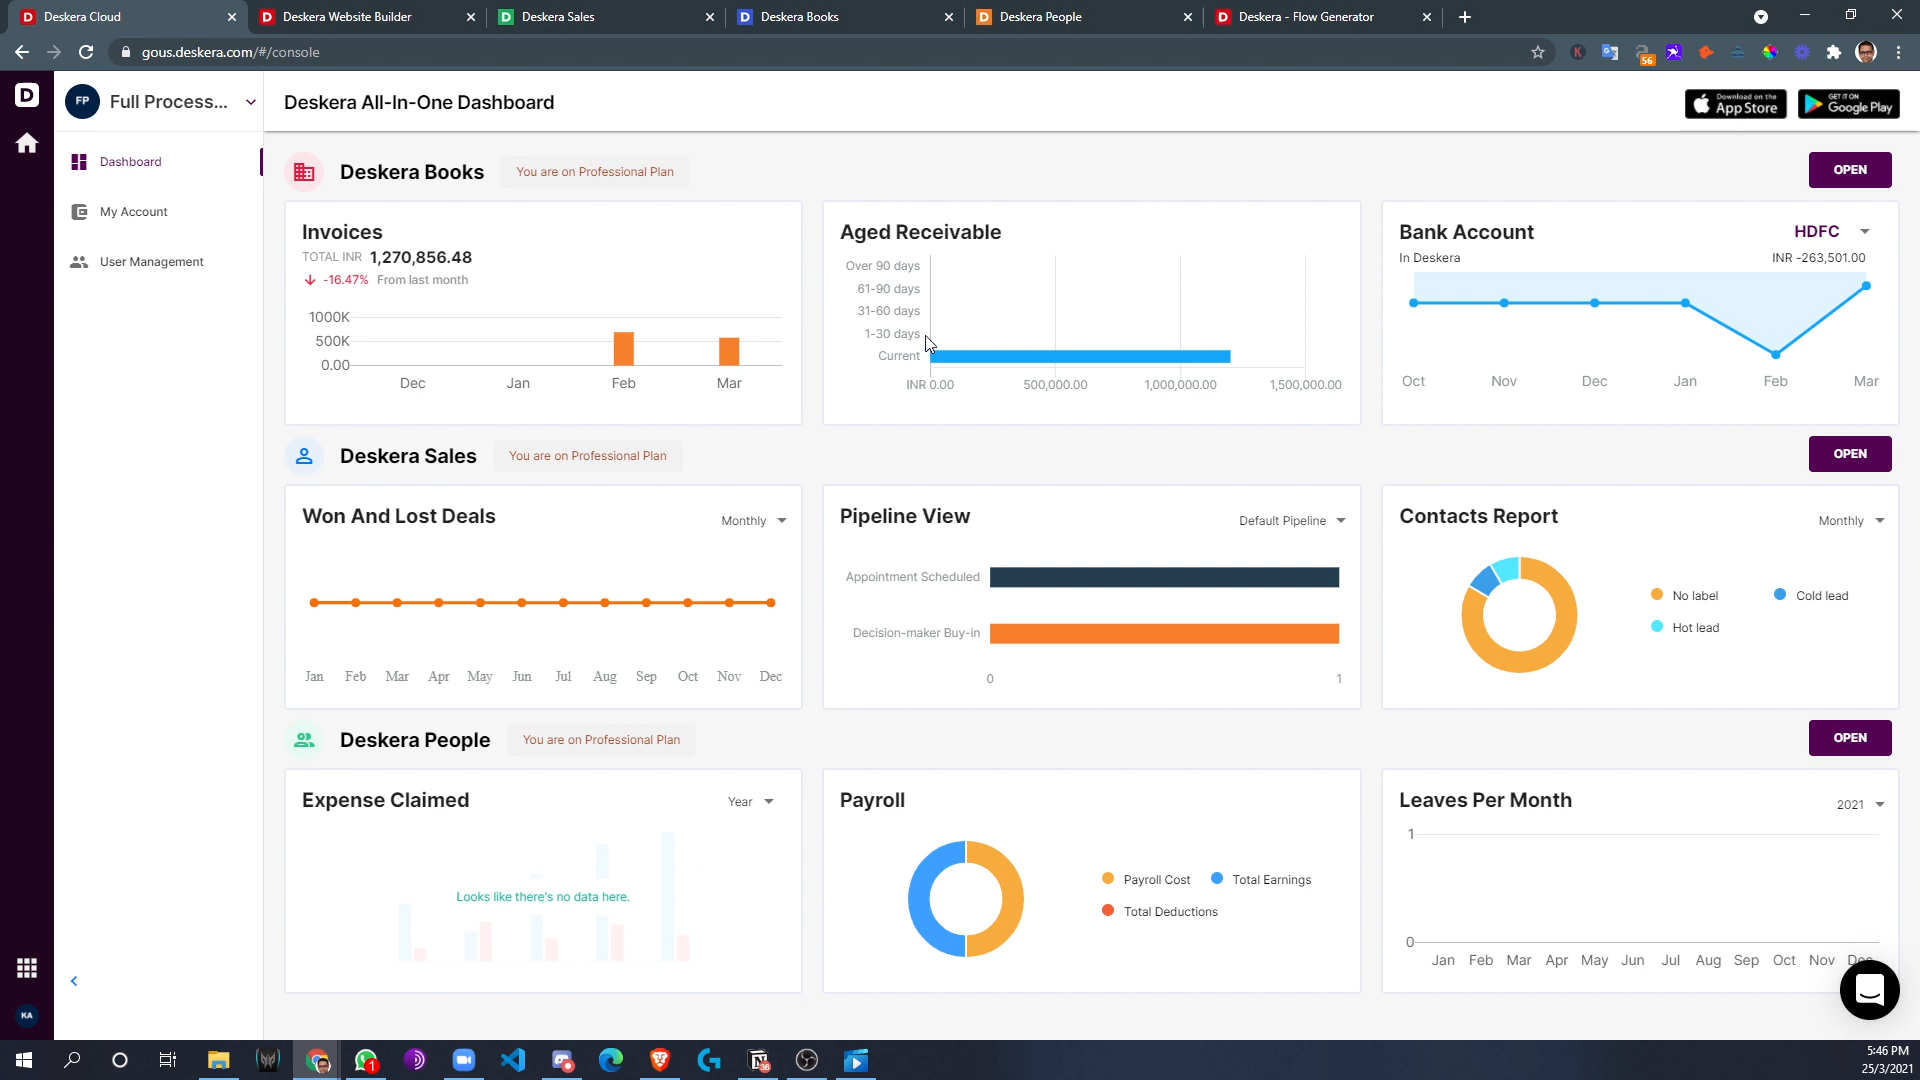 Deskera Cloud
Deskera Website Builder
Deskera Sales
Deskera Books
Deskera People
Deskera - Flow Generator
gous.deskera.com/#/console
56
FP
Full Process...
Deskera All-In-One Dashboard
Download on the
App Store
GET IT ON
Google Play
Dashboard
My Account
User Management
Deskera Books
You are on Professional Plan
OPEN
Invoices
TOTAL INR 1,270,856.48
-16.47% From last month
1000K
500K
0.00
Dec Jan Feb Mar
Aged Receivable
Over 90 days
61-90 days
31-60 days
1-30 days
Current
INR 0.00 500,000.00 1,000,000.00 1,500,000.00
Bank Account
HDFC
In Deskera
INR -263,501.00
Oct Nov Dec Jan Feb Mar
Deskera Sales
You are on Professional Plan
OPEN
Won And Lost Deals
Monthly
Jan Feb Mar Apr May Jun Jul Aug Sep Oct Nov Dec
Pipeline View
Default Pipeline
Appointment Scheduled
Decision-maker Buy-in
0 1
Contacts Report
Monthly
No label
Cold lead
Hot lead
Deskera People
You are on Professional Plan
OPEN
Expense Claimed
Year
Looks like there's no data here.
Payroll
Payroll Cost
Total Earnings
Total Deductions
Leaves Per Month
2021
1
0
Jan Feb Mar Apr May Jun Jul Aug Sep Oct Nov Dec
KA
1
36
5:46 PM
25/3/2021